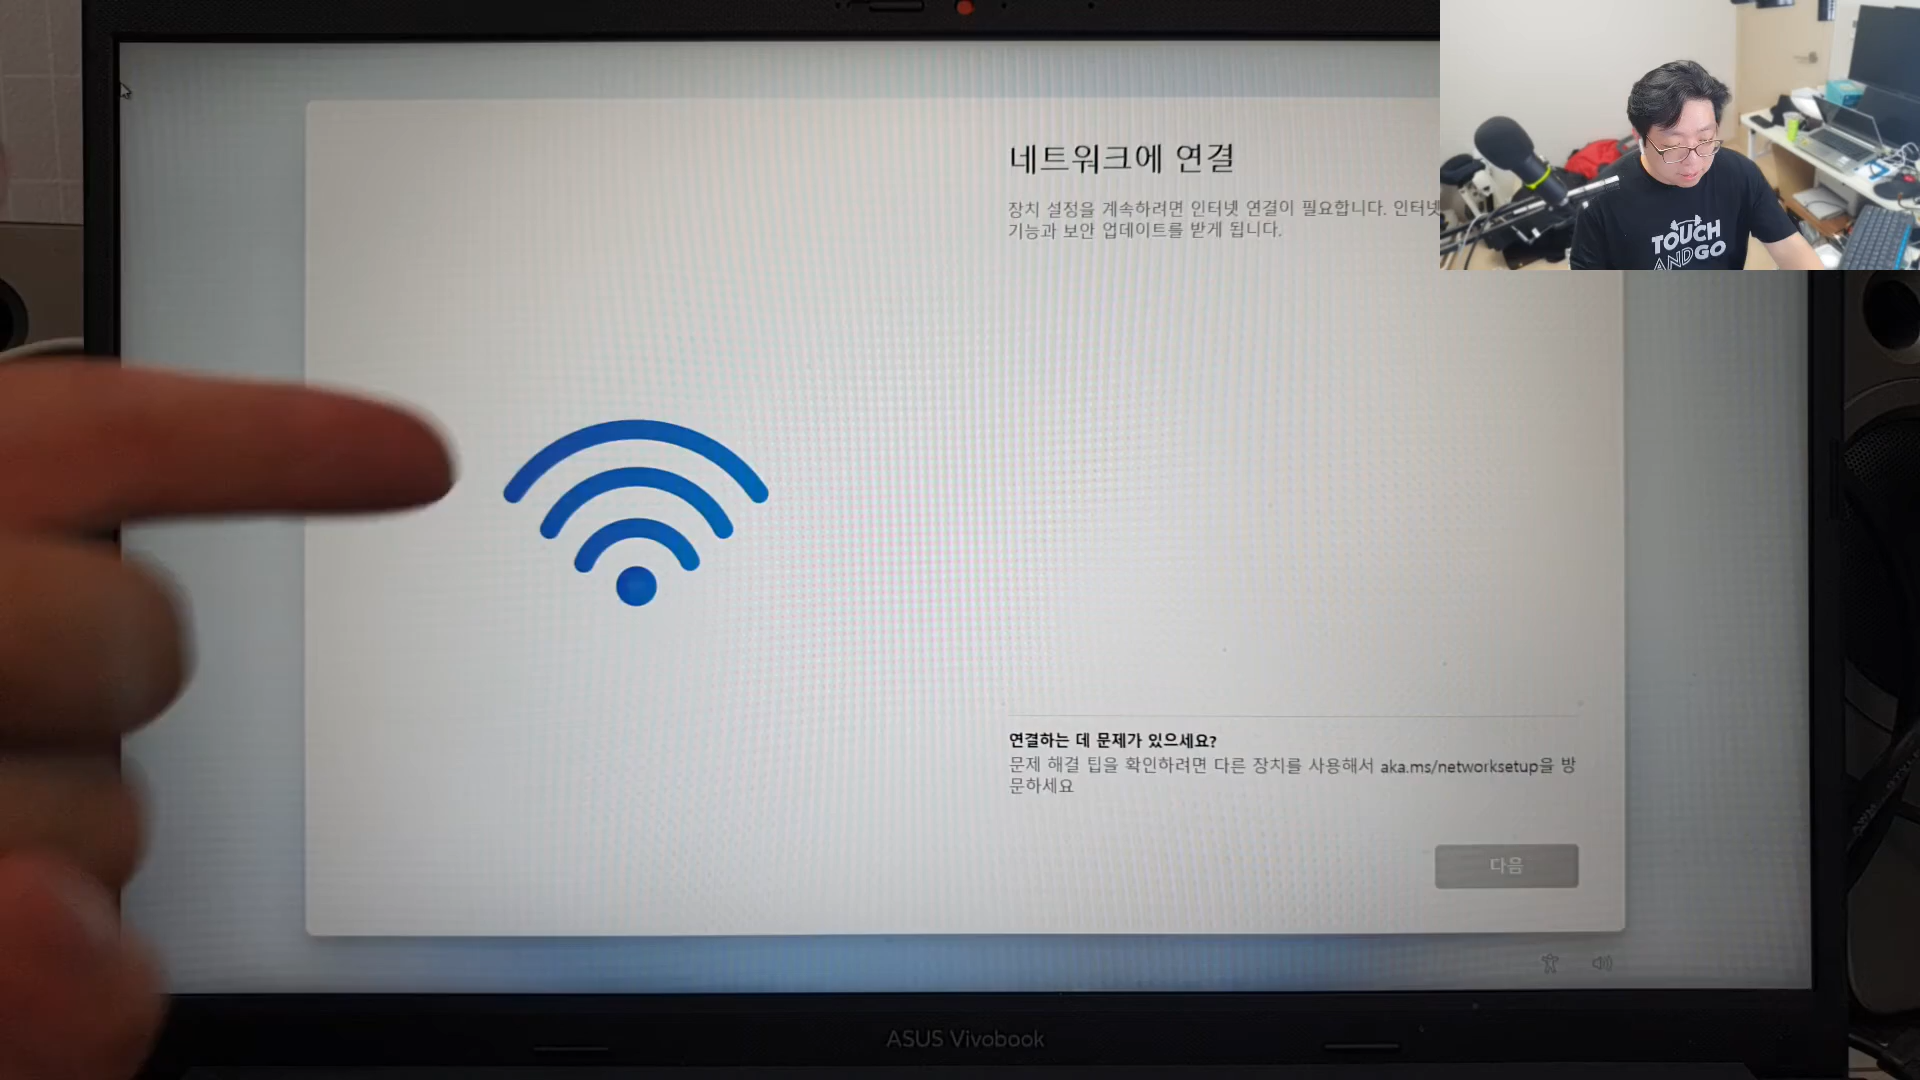 네트워크에 연결
장치 설정을 계속하려면 인터넷 연결이 필요합니다. 인터넷
기능과 보안 업데이트를 받게 됩니다.
TOUCH
ANDGO
연결하는 데 문제가 있으세요?
문제 해결 팁을 확인하려면 다른 장치를 사용해서 aka.ms/networksetup을 방
문하세요
다음
ASUS Vivobook